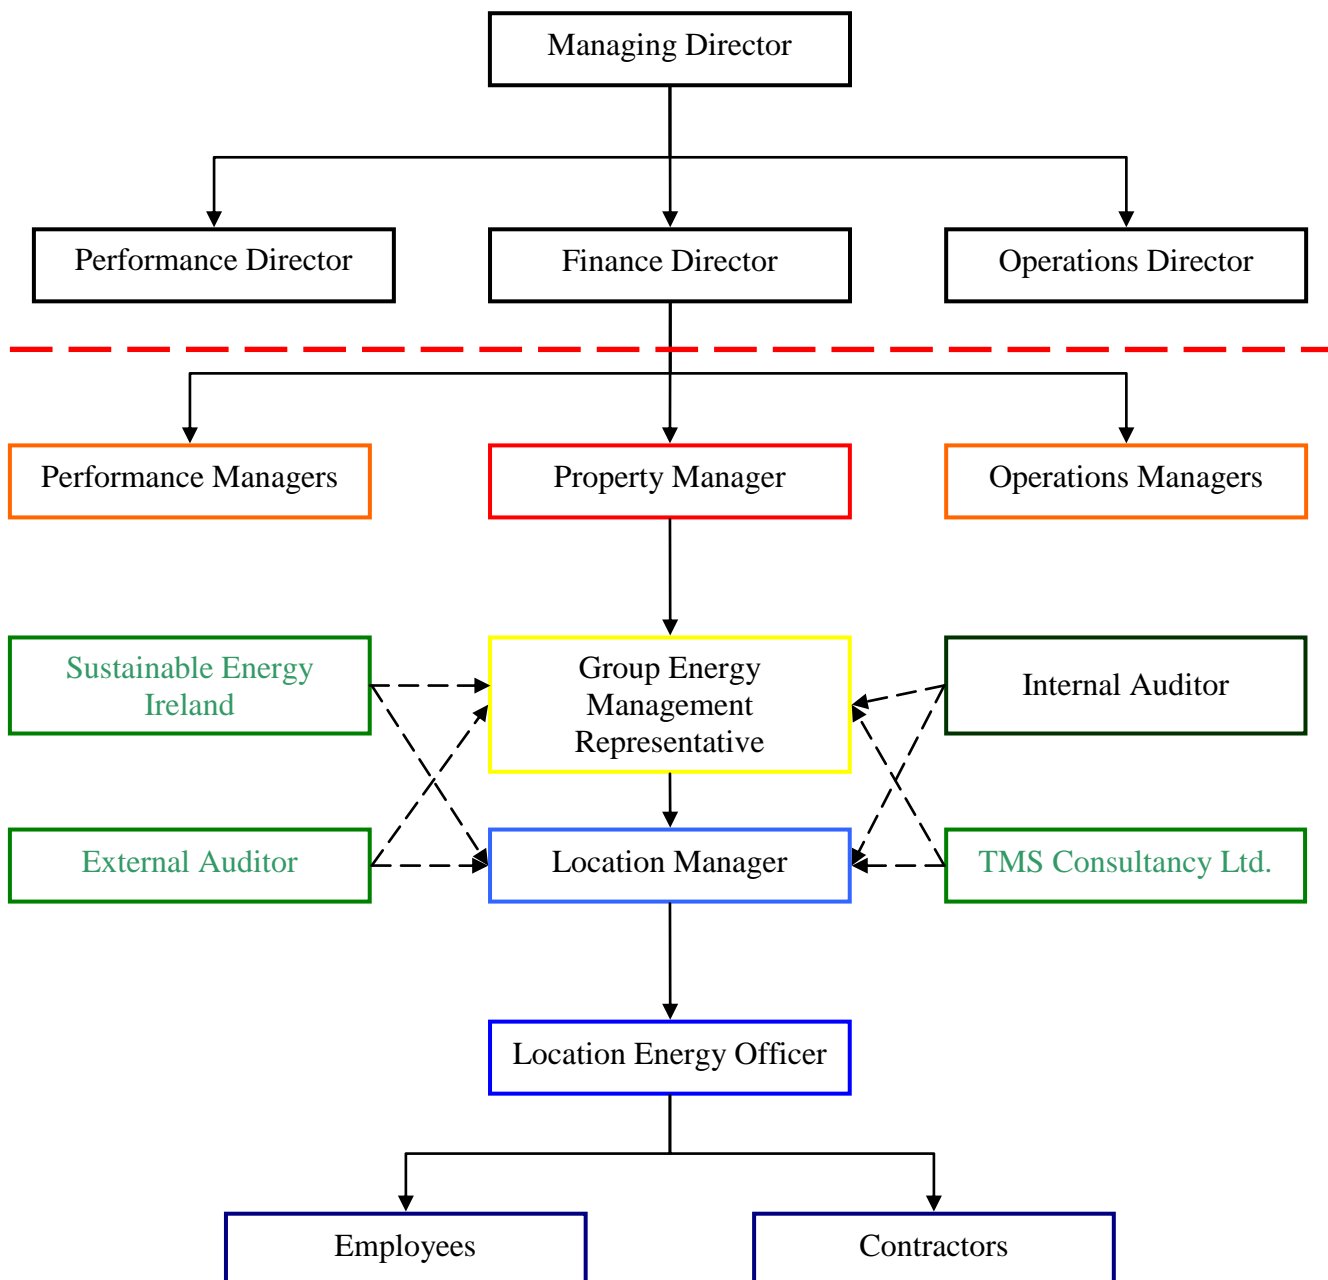 Managing Director
Performance Director
Finance Director
Operations Director
Performance Managers
Property Manager
Operations Managers
Sustainable Energy
Ireland
Group Energy
Management
Representative
Internal Auditor
External Auditor
Location Manager
TMS Consultancy Ltd.
Location Energy Officer
Employees
Contractors